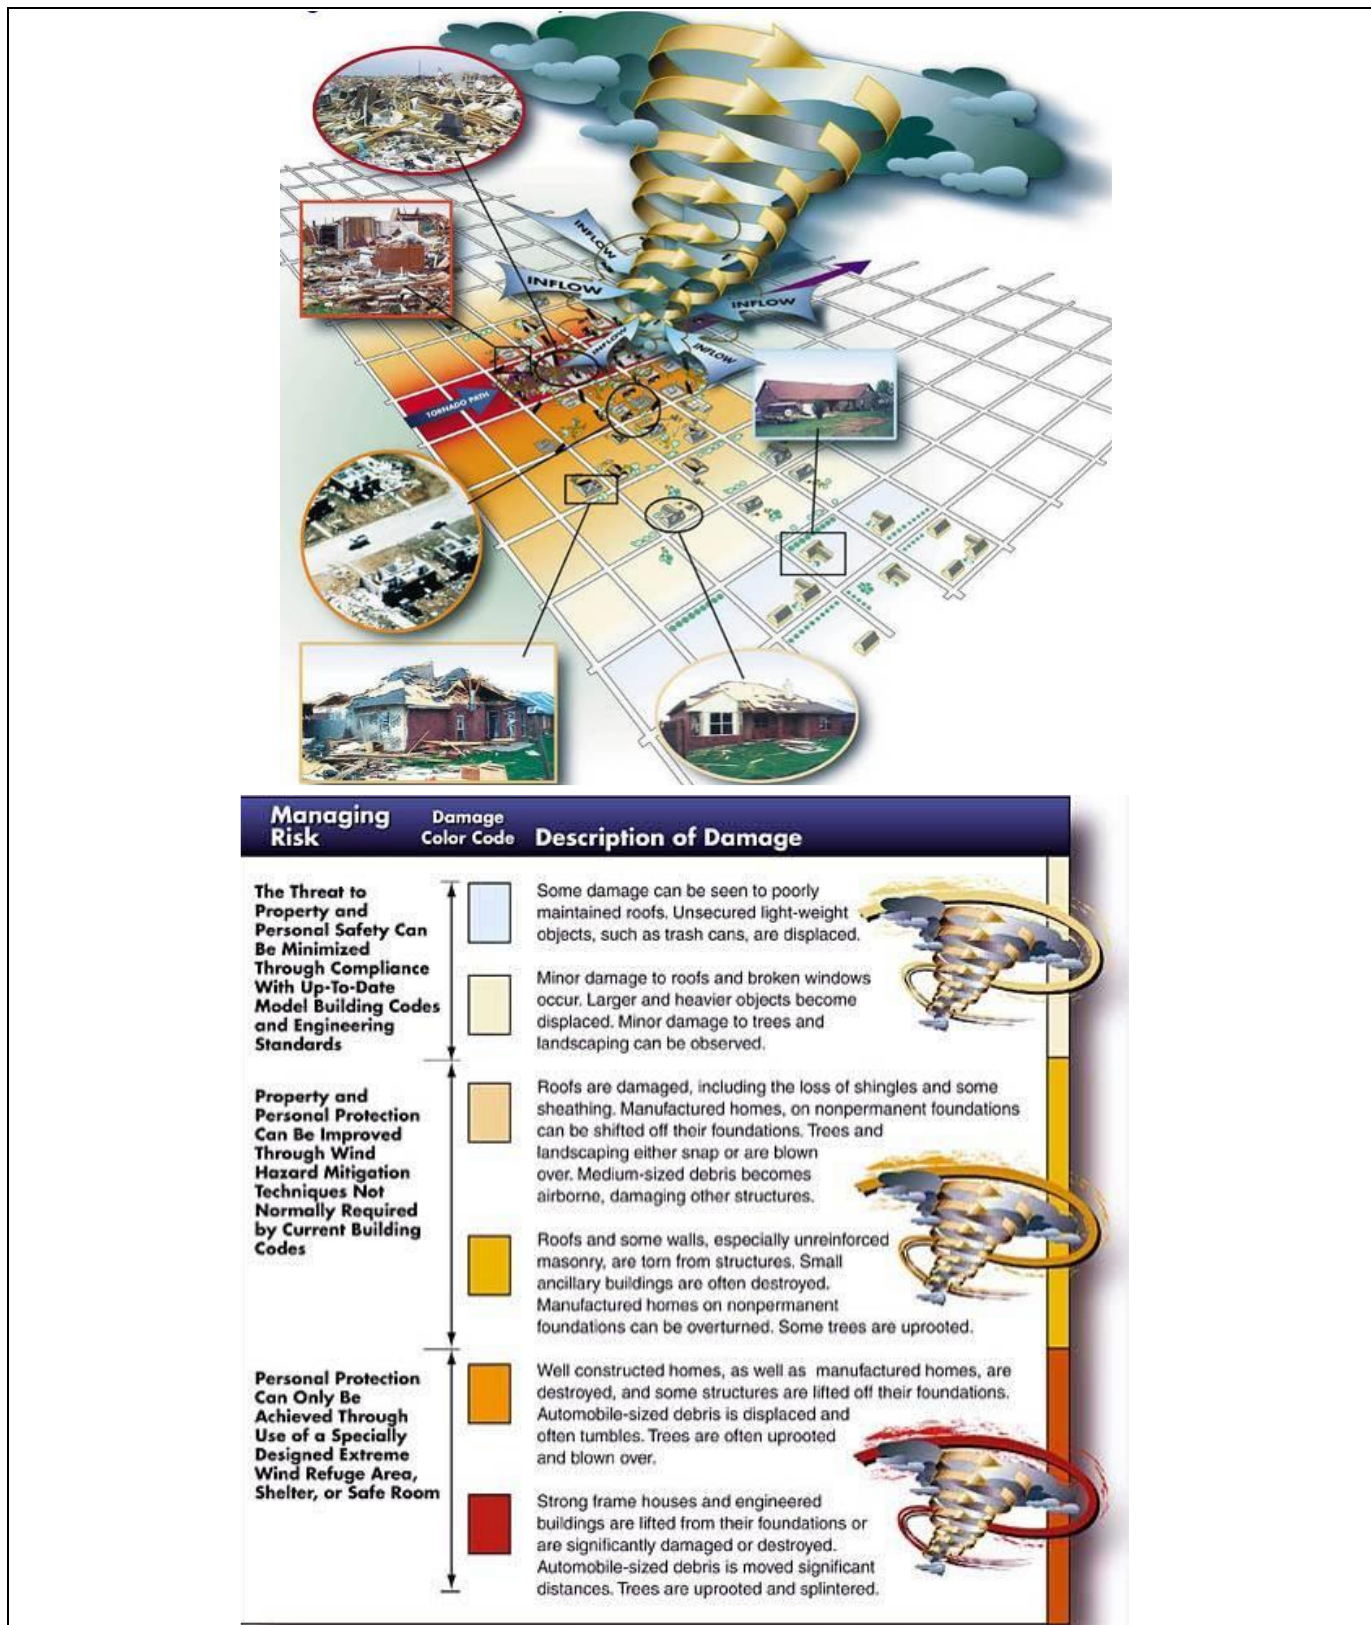 INFLOW
INFLOW
INFLOW
INFLOW
INFLOW
TORNADO PATH
Managing
Risk
Damage
Color Code
Description of Damage
The Threat to
Property and
Personal Safety Can
Be Minimized
Through Compliance
With Up-To-Date
Model Building Codes
and Engineering
Standards
Some damage can be seen to poorly
maintained roofs. Unsecured light-weight
objects, such as trash cans, are displaced.
Minor damage to roofs and broken windows
occur. Larger and heavier objects become
displaced. Minor damage to trees and
landscaping can be observed.
Property and
Personal Protection
Can Be Improved
Through Wind
Hazard Mitigation
Techniques Not
Normally Required
by Current Building
Codes
Roofs are damaged, including the loss of shingles and some
sheathing. Manufactured homes, on nonpermanent foundations
can be shifted off their foundations. Trees and
landscaping either snap or are blown
over. Medium-sized debris becomes
airborne, damaging other structures.
Roofs and some walls, especially unreinforced
masonry, are torn from structures. Small
ancillary buildings are often destroyed.
Manufactured homes on nonpermanent
foundations can be overturned. Some trees are uprooted.
Personal Protection
Can Only Be
Achieved Through
Use of a Specially
Designed Extreme
Wind Refuge Area,
Shelter, or Safe Room
Well constructed homes, as well as manufactured homes, are
destroyed, and some structures are lifted off their foundations.
Automobile-sized debris is displaced and
often tumbles. Trees are often uprooted
and blown over.
Strong frame houses and engineered
buildings are lifted from their foundations or
are significantly damaged or destroyed.
Automobile-sized debris is moved significant
distances. Trees are uprooted and splintered.